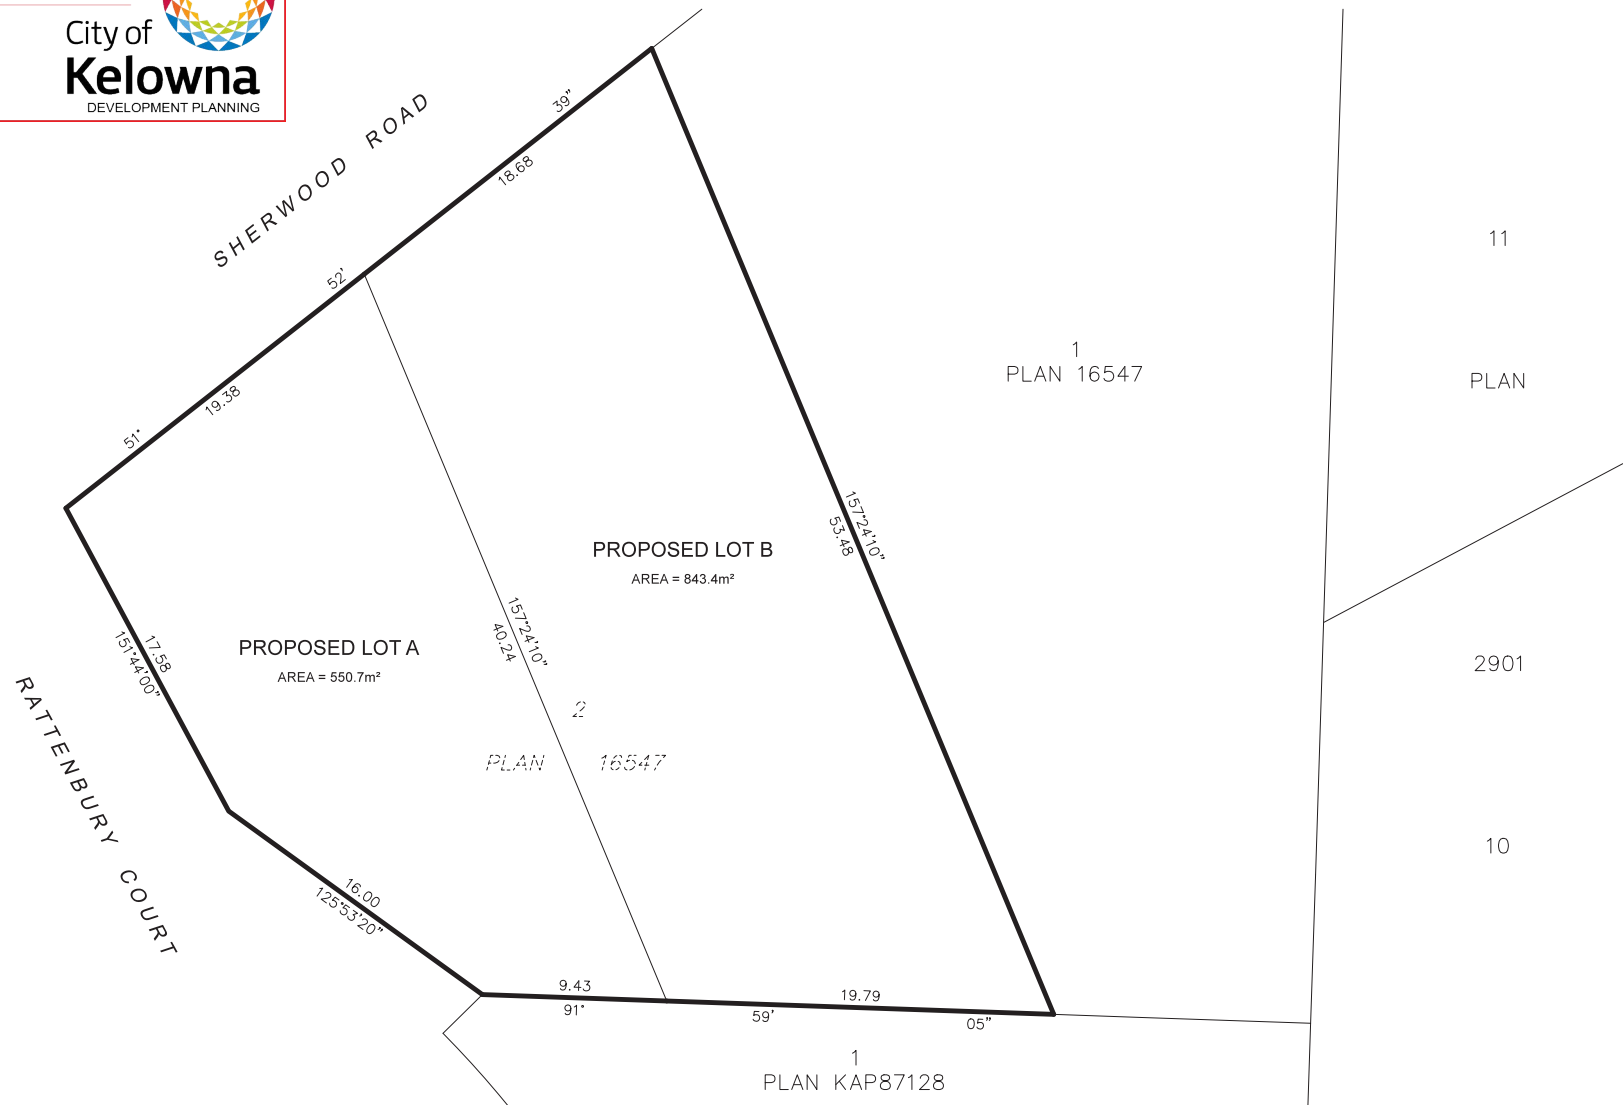 City of
Kelowna
DEVELOPMENT PLANNING
SHERWOOD ROAD
39"
18.68
52'
19.38
51°
11
1
PLAN 16547
PLAN
157°24'10"
53.48
PROPOSED LOT B
AREA = 843.4m²
157°24'10"
40.24
PROPOSED LOT A
AREA = 550.7m²
17.58
151°44'00"
2901
RATTENBURY COURT
2
PLAN 16547
10
16.00
125°53'20"
9.43
19.79
91°
59'
05"
1
PLAN KAP87128